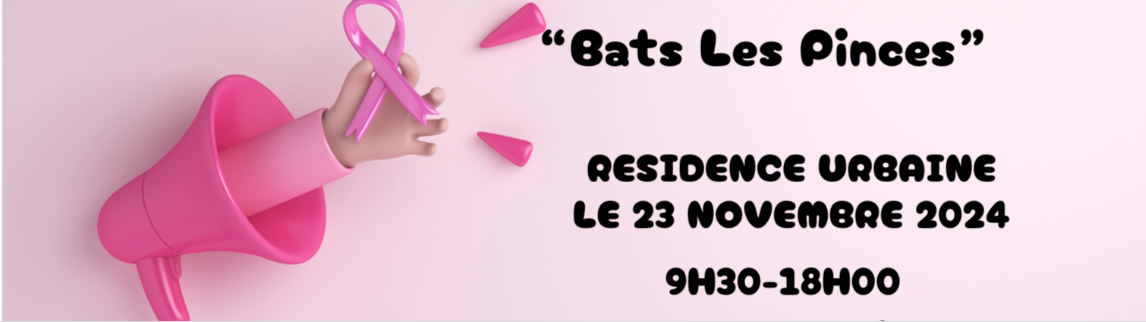 “Bats Les Pinces”
RESIDENCE URBAINE
LE 23 NOVEMBRE 2024
9H30-18H00